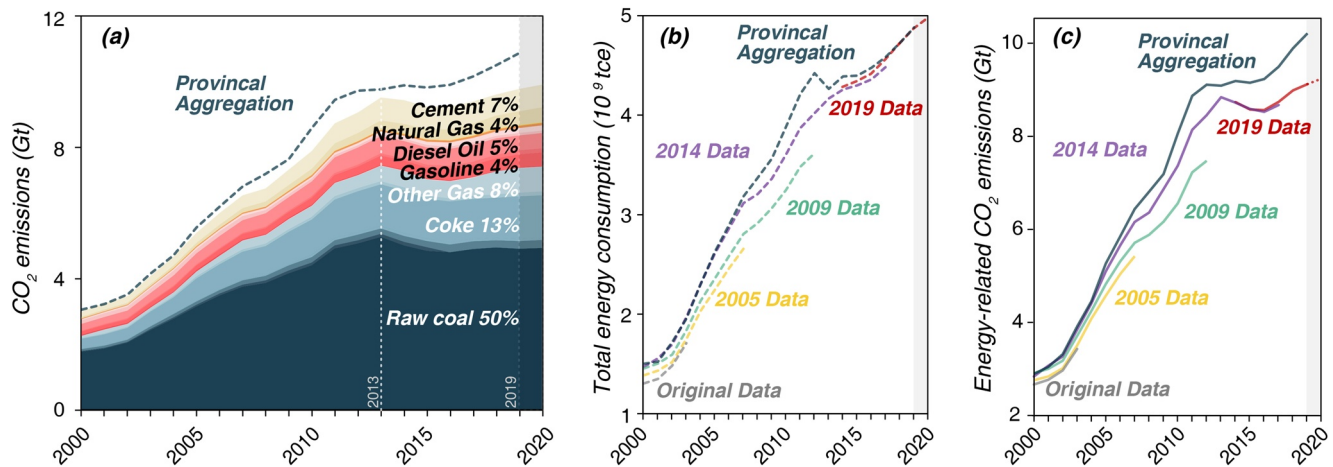 (a)
CO2 emissions (Gt)
12
8
4
0
Provincal
Aggregation
Cement 7%
Natural Gas 4%
Diesel Oil 5%
Gasoline 4%
Other Gas 8%
Coke 13%
Raw coal 50%
2013
2019
2000
2005
2010
2015
2020
(b)
Total energy consumption (10 9 tce)
5
4
3
2
1
Provincal
Aggregation
2019 Data
2014 Data
2009 Data
2005 Data
Original Data
2000
2005
2010
2015
2020
(c)
Energy-related CO2 emissions (Gt)
10
8
6
4
2
Provincal
Aggregation
2019 Data
2014 Data
2009 Data
2005 Data
Original Data
2000
2005
2010
2015
2020